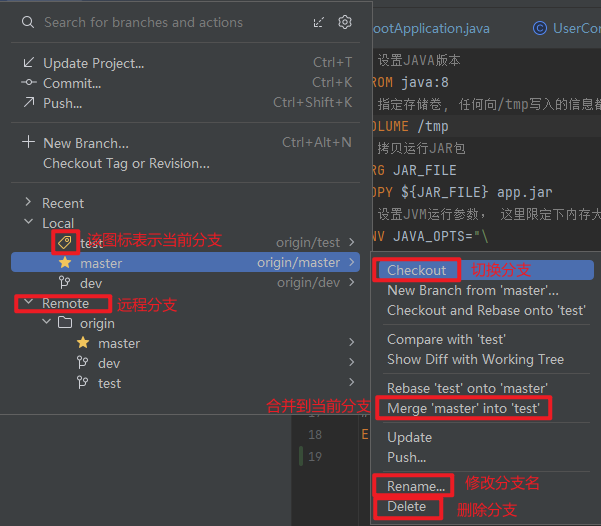 Search for branches and actions
Update Project... Ctrl+T
Commit... Ctrl+K
Push... Ctrl+Shift+K
New Branch... Ctrl+Alt+N
Checkout Tag or Revision...
Recent
Local
test 该图标表示当前分支 origin/test
master origin/master
dev origin/dev
Remote 远程分支
origin
master
dev
test
ootApplication.java UserCon
设置JAVA版本
OM java:8
指定存储卷, 任何向/tmp写入的信息都
OLUME /tmp
拷贝运行JAR包
RG JAR_FILE
OPY ${JAR_FILE} app.jar
设置JVM运行参数， 这里限定下内存大
NV JAVA_OPTS="\
Checkout 切换分支
New Branch from 'master'...
Checkout and Rebase onto 'test'
Compare with 'test'
Show Diff with Working Tree
Rebase 'test' onto 'master'
合并到当前分支 Merge 'master' into 'test'
Update
Push...
Rename... 修改分支名
Delete 删除分支
18 E
19